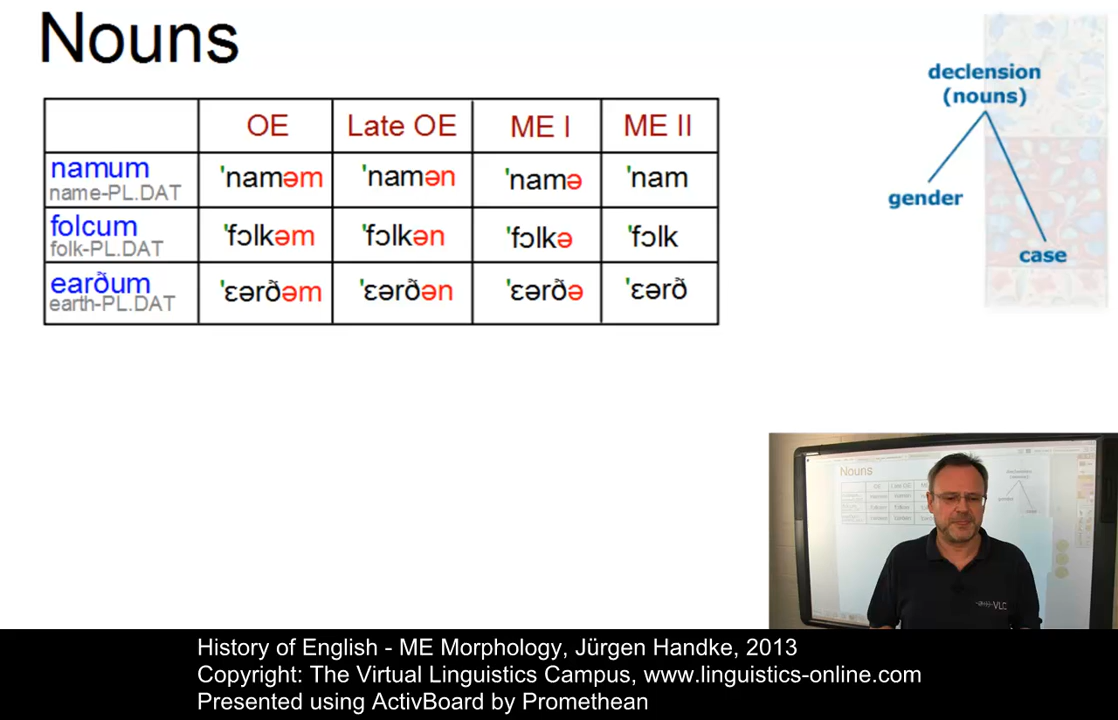 Nouns
OE Late OE ME I ME II
namum ˈnaməm ˈnamən ˈnamə ˈnam
name-PL.DAT
folcum ˈfɔlkəm ˈfɔlkən ˈfɔlkə ˈfɔlk
folk-PL.DAT
earðum ˈɛərðəm ˈɛərðən ˈɛərðə ˈɛərð
earth-PL.DAT
declension
(nouns)
gender
case
Nouns
VLC
History of English - ME Morphology, Jürgen Handke, 2013
Copyright: The Virtual Linguistics Campus, www.linguistics-online.com
Presented using ActivBoard by Promethean